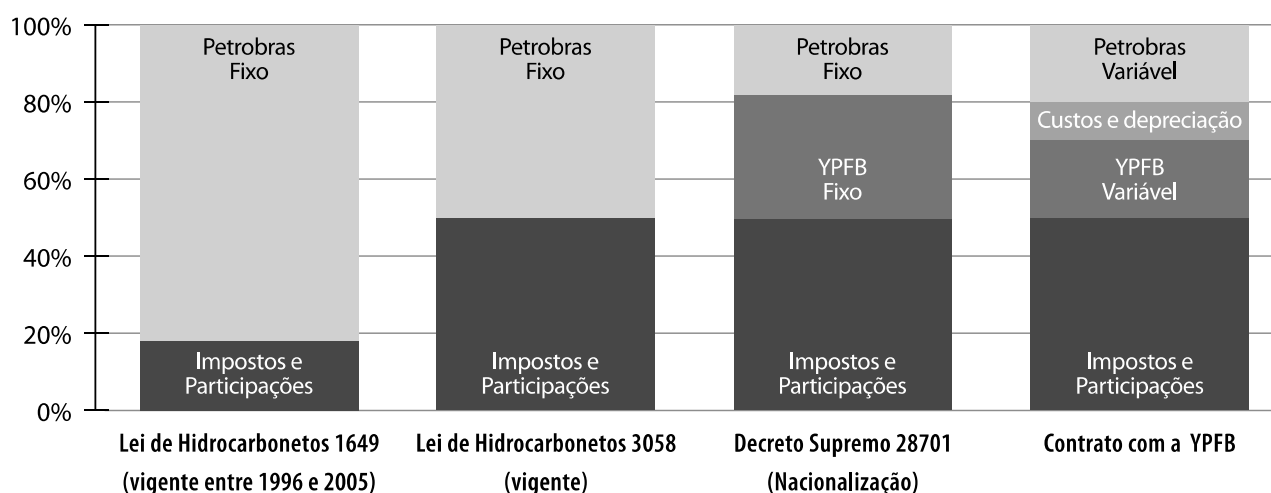 100%
80%
60%
40%
20%
0%
Petrobras
Fixo
Impostos e
Participações
Petrobras
Fixo
Impostos e
Participações
Petrobras
Fixo
YPFB
Fixo
Impostos e
Participações
Petrobras
Variável
Custos e depreciação
YPFB
Variável
Impostos e
Participações
Lei de Hidrocarbonetos 1649
(vigente entre 1996 e 2005)
Lei de Hidrocarbonetos 3058
(vigente)
Decreto Supremo 28701
(Nacionalização)
Contrato com a YPFB